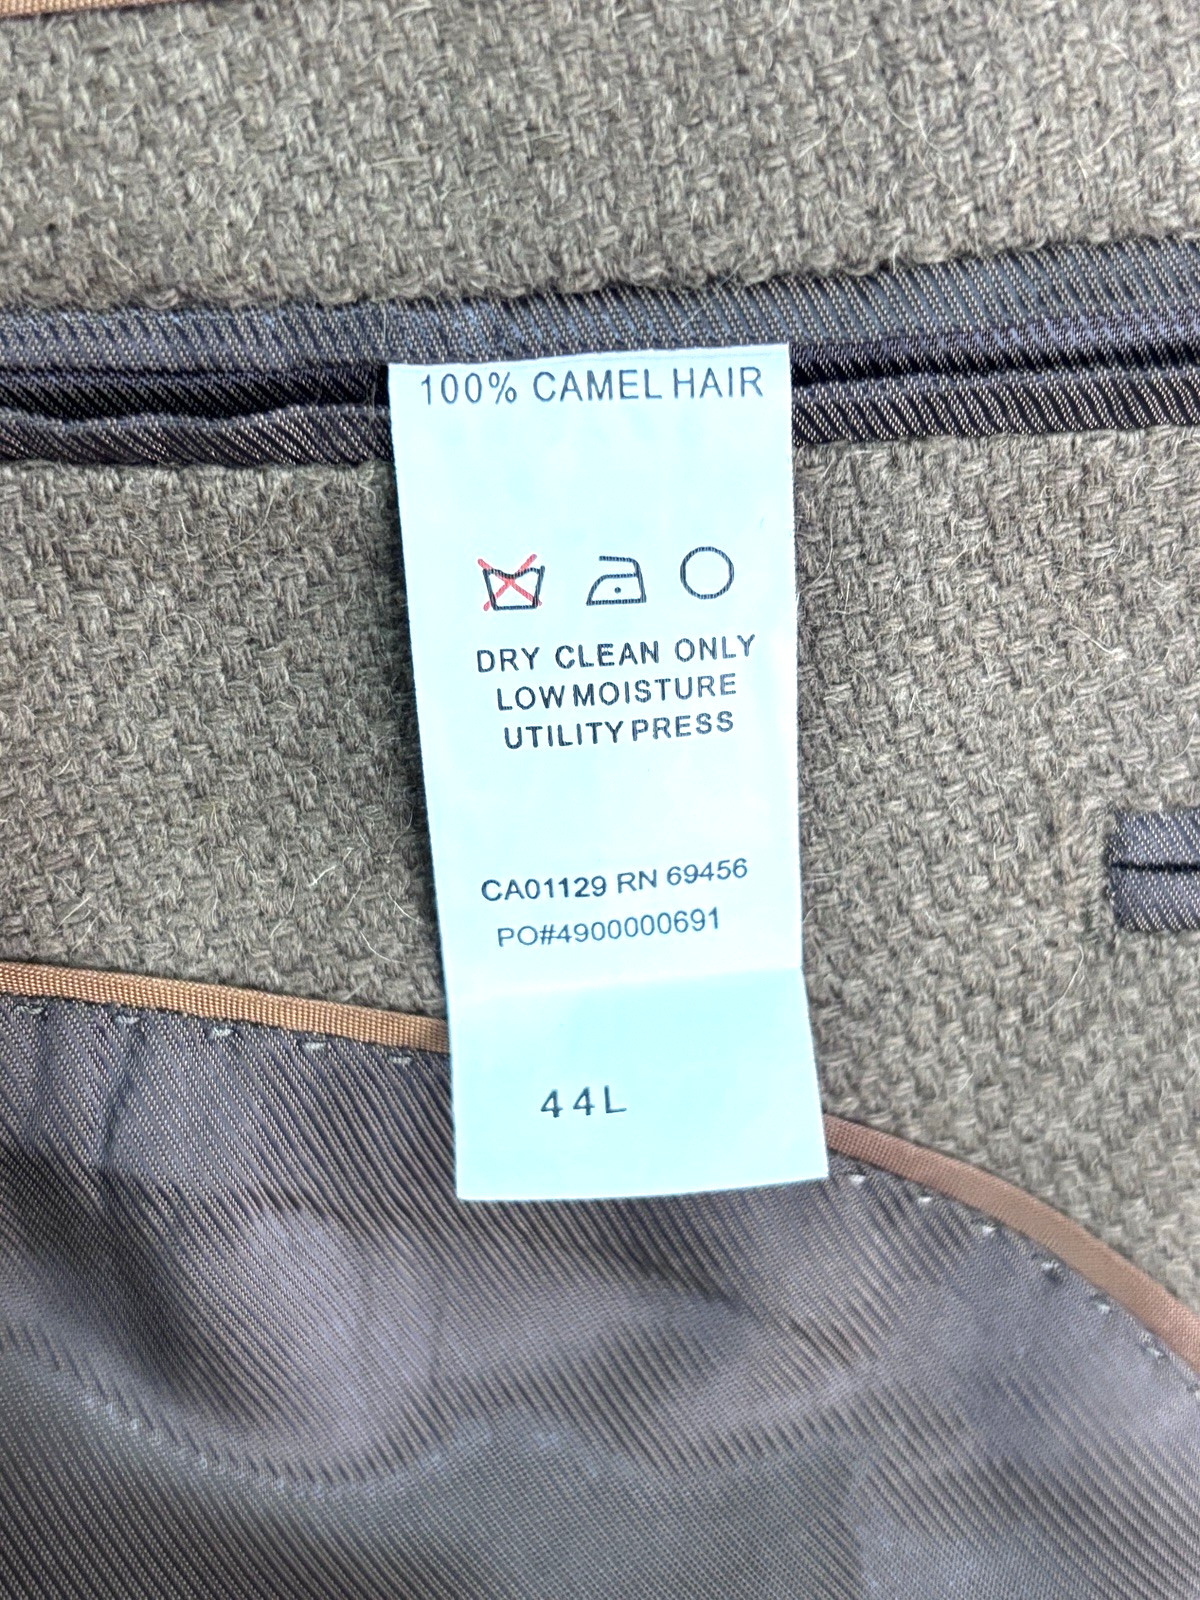 100% CAMEL HAIR
DRY CLEAN ONLY
LOW MOISTURE
UTILITY PRESS
CA01129 RN 69456
PO#4900000691
44L